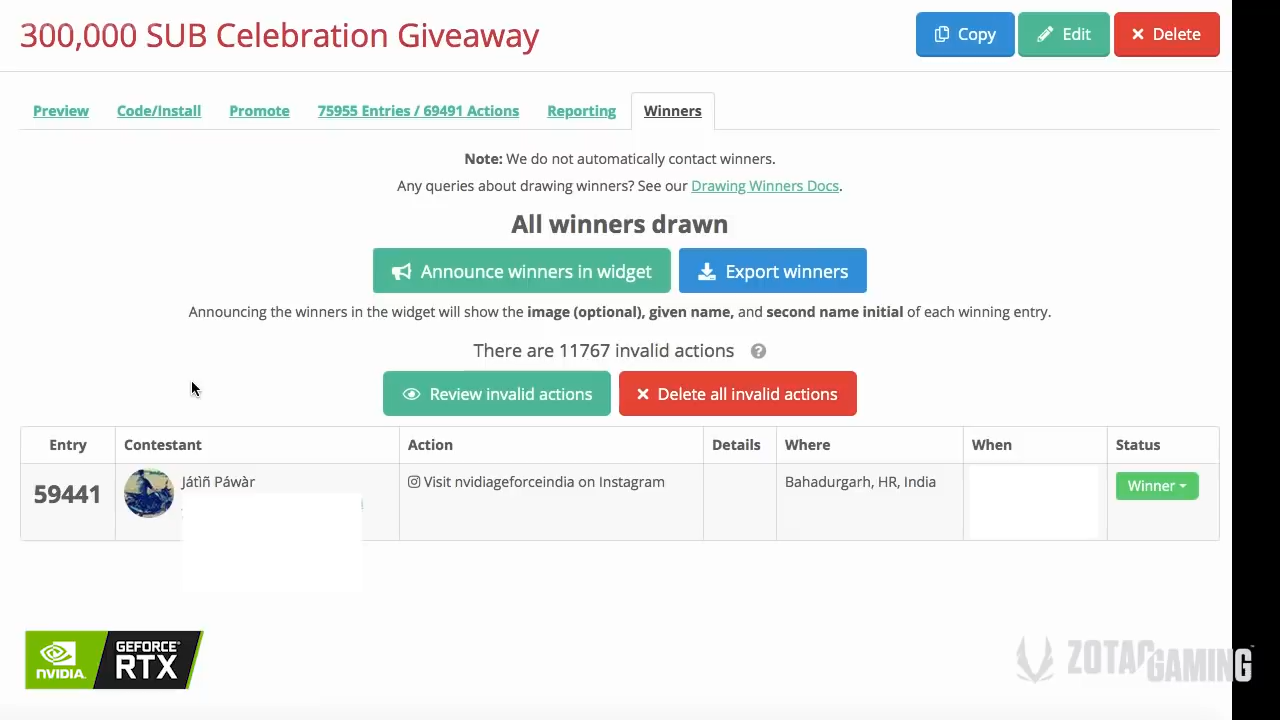 300,000 SUB Celebration Giveaway
Copy
Edit
Delete
Preview
Code/Install
Promote
75955 Entries / 69491 Actions
Reporting
Winners
Note: We do not automatically contact winners.
Any queries about drawing winners? See our Drawing Winners Docs.
All winners drawn
Announce winners in widget
Export winners
Announcing the winners in the widget will show the image (optional), given name, and second name initial of each winning entry.
There are 11767 invalid actions ?
Review invalid actions
Delete all invalid actions
Entry
Contestant
Action
Details
Where
When
Status
59441
Játìñ Páwàr
Visit nvidiageforceindia on Instagram
Bahadurgarh, HR, India
Winner
NVIDIA.
GEFORCE
RTX
ZOTAC GAMING